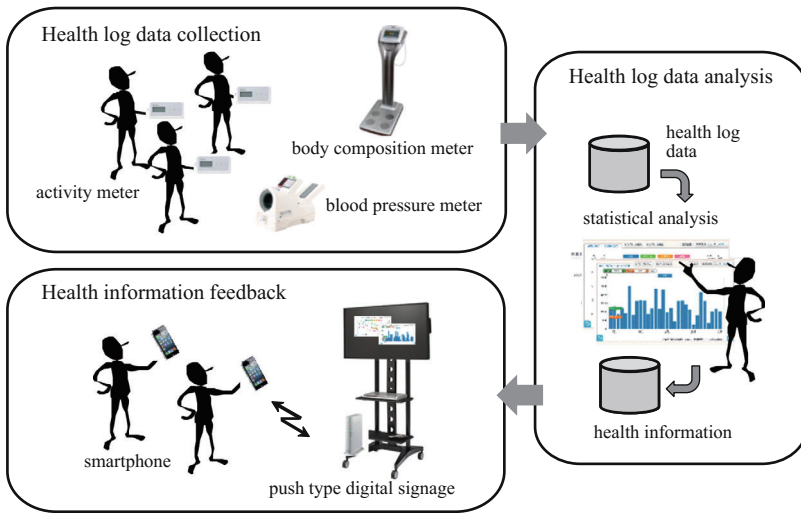 Health log data collection
body composition meter
activity meter
blood pressure meter
Health log data analysis
health log
data
statistical analysis
health information
Health information feedback
smartphone
push type digital signage